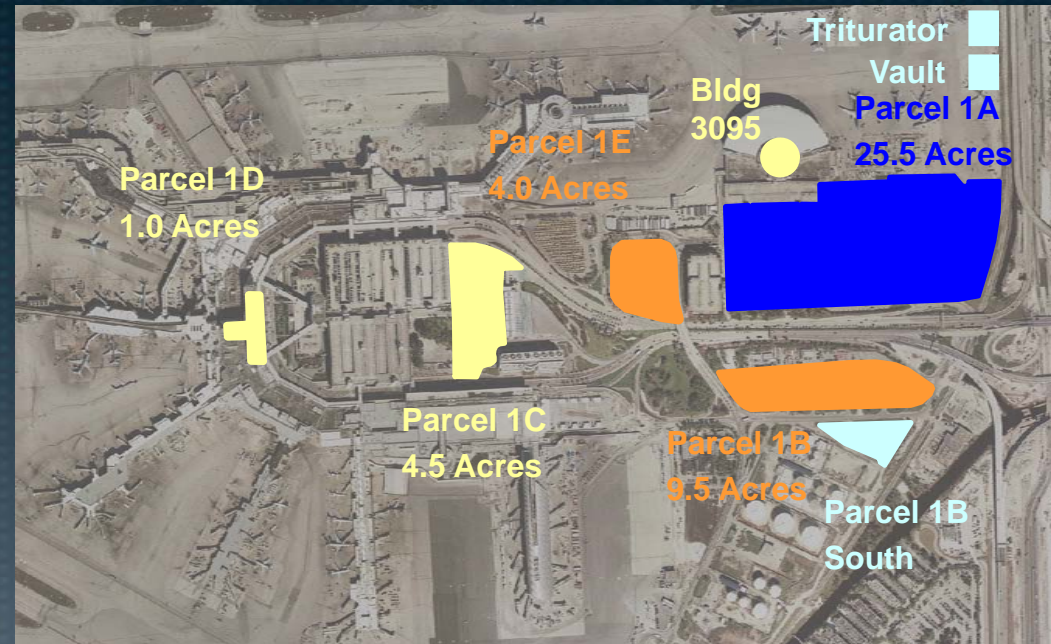 Triturator
Vault
Bldg
3095
Parcel 1A
25.5 Acres
Parcel 1E
4.0 Acres
Parcel 1D
1.0 Acres
Parcel 1C
4.5 Acres
Parcel 1B
9.5 Acres
Parcel 1B
South